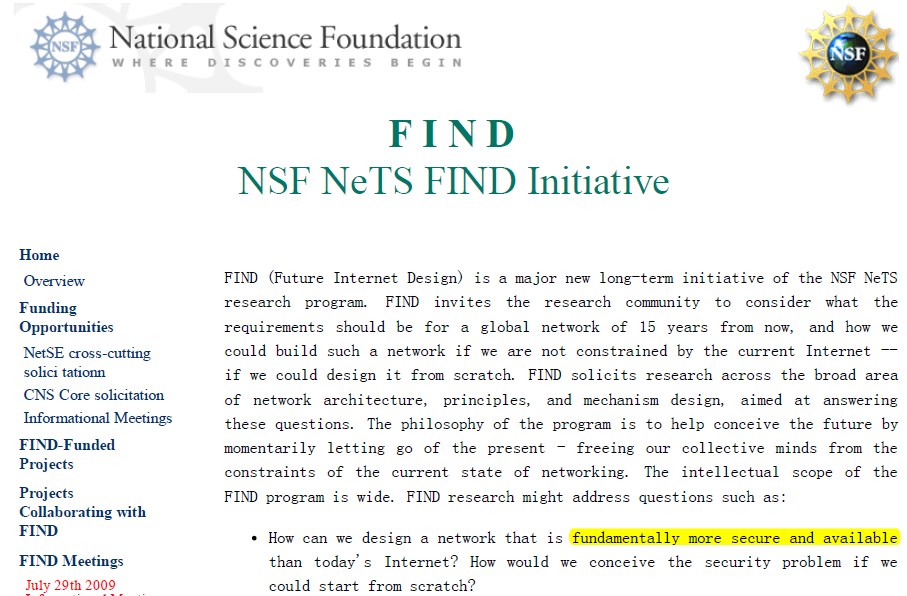 NSF
National Science Foundation
WHERE DISCOVERIES BEGIN
NSF
FIND
NSF NeTS FIND Initiative
Home
Overview
Funding
Opportunities
NetSE cross-cutting
solici tationn
CNS Core solicitation
Informational Meetings
FIND-Funded
Projects
Projects
Collaborating with
FIND
FIND Meetings
July 29th 2009
FIND (Future Internet Design) is a major new long-term initiative of the NSF NeTS
research program. FIND invites the research community to consider what the
requirements should be for a global network of 15 years from now, and how we
could build such a network if we are not constrained by the current Internet --
if we could design it from scratch. FIND solicits research across the broad area
of network architecture, principles, and mechanism design, aimed at answering
these questions. The philosophy of the program is to help conceive the future by
momentarily letting go of the present - freeing our collective minds from the
constraints of the current state of networking. The intellectual scope of the
FIND program is wide. FIND research might address questions such as:
• How can we design a network that is fundamentally more secure and available
than today's Internet? How would we conceive the security problem if we
could start from scratch?